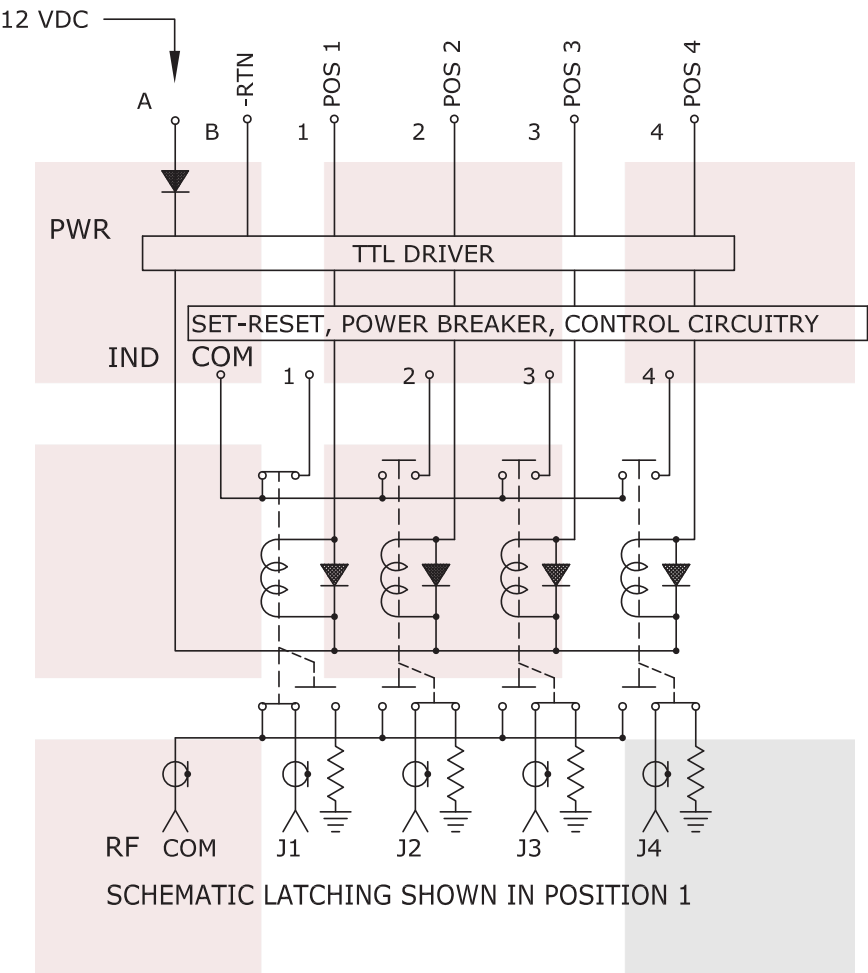 12 VDC
A
B
-RTN
1
POS 1
2
POS 2
3
POS 3
4
POS 4
PWR
TTL DRIVER
SET-RESET, POWER BREAKER, CONTROL CIRCUITRY
IND COM
1
2
3
4
RF COM J1 J2 J3 J4
SCHEMATIC LATCHING SHOWN IN POSITION 1